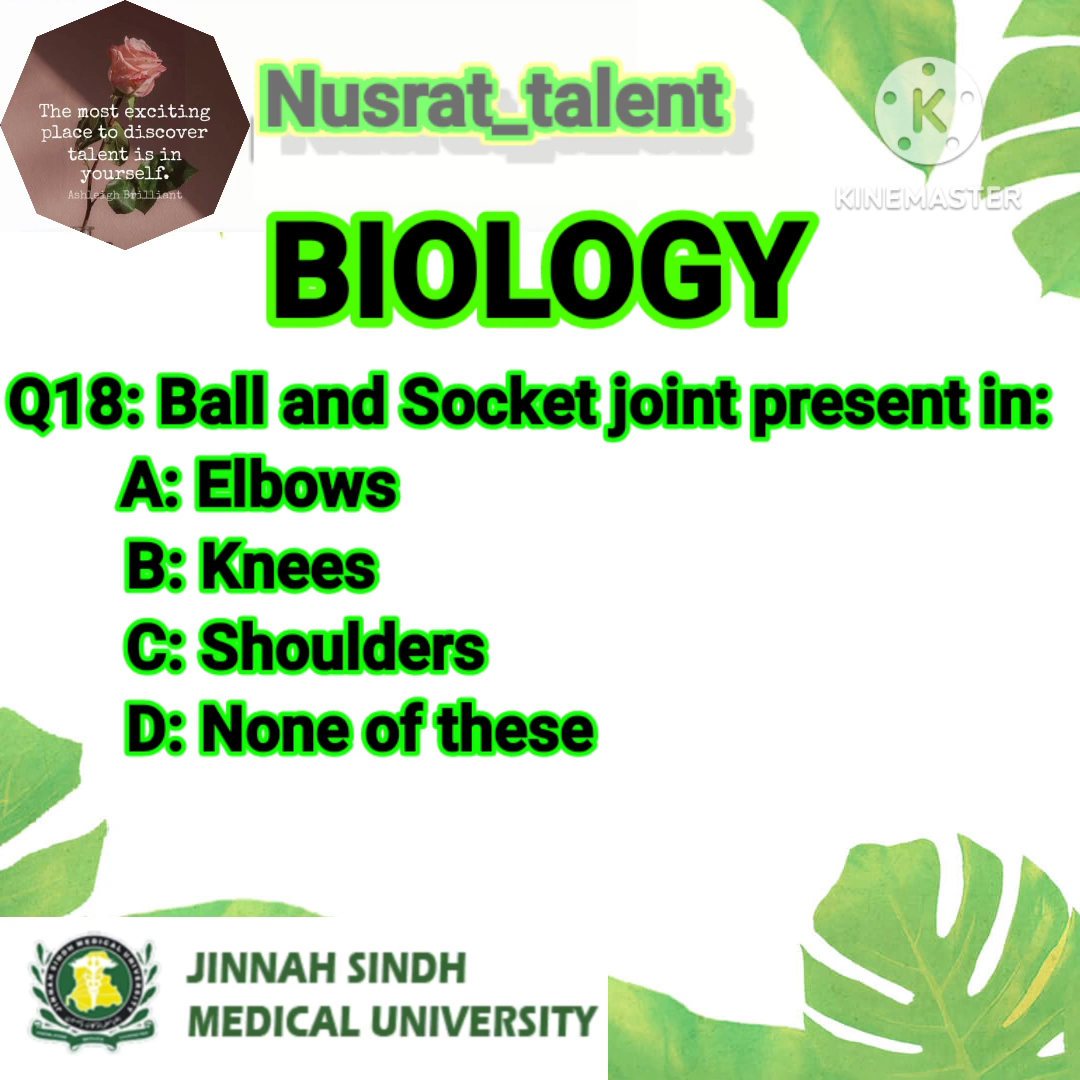 The most exciting
place to discover
talent is in
yourself.
Ashleigh Brilliant
Nusrat_talent
K
KINEMASTER
BIOLOGY
Q18: Ball and Socket joint present in:
A: Elbows
B: Knees
C: Shoulders
D: None of these
JINNAH SINDH
MEDICAL UNIVERSITY